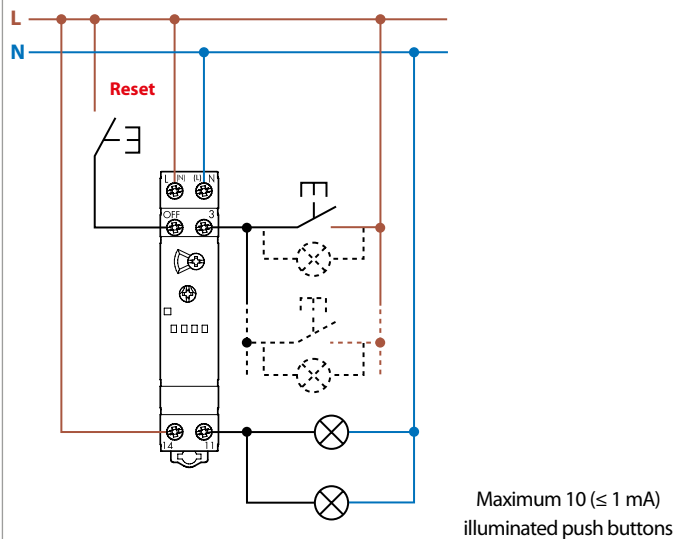 L
N
Reset
L (N) (L) N
OFF 3
14 11
Maximum 10 (≤ 1 mA)
illuminated push buttons